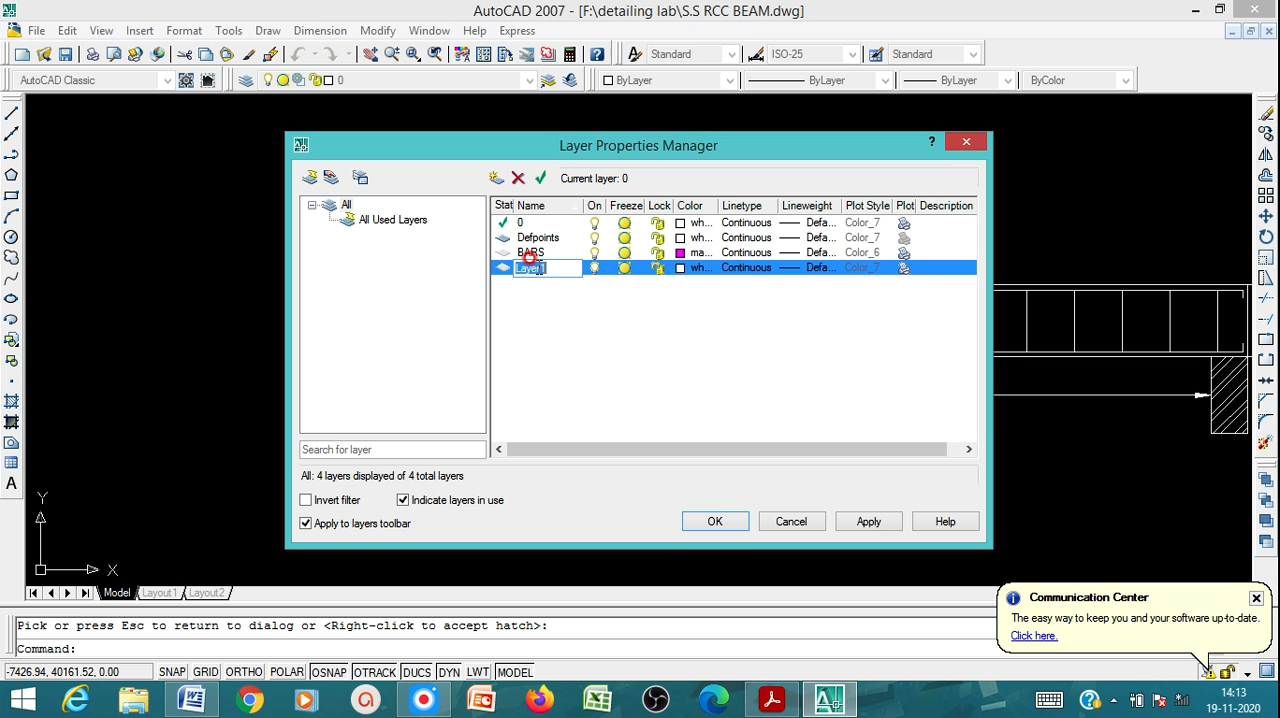 AutoCAD 2007 - [F:\detailing lab\S.S RCC BEAM.dwg]
File Edit View Insert Format Tools Draw Dimension Modify Window Help Express
Standard ISO-25 Standard
AutoCAD Classic 0 ByLayer ByLayer ByLayer ByColor
Layer Properties Manager ?
Current layer: 0
Stat Name On Freeze Lock Color Linetype Lineweight Plot Style Plot Description
All
All Used Layers
0 wh... Continuous Defa... Color_7
Defpoints wh... Continuous Defa... Color_7
BARS ma... Continuous Defa... Color_6
Layer1 wh... Continuous Defa... Color_7
Search for layer
All: 4 layers displayed of 4 total layers
Invert filter Indicate layers in use
Apply to layers toolbar
OK Cancel Apply Help
Y
X
Model Layout1 Layout2
Communication Center
The easy way to keep you and your software up-to-date.
Click here.
Pick or press Esc to return to dialog or <Right-click to accept hatch>:
Command:
-7426.94, 40161.52, 0.00 SNAP GRID ORTHO POLAR OSNAP OTRACK DUCS DYN LWT MODEL
14:13
19-11-2020